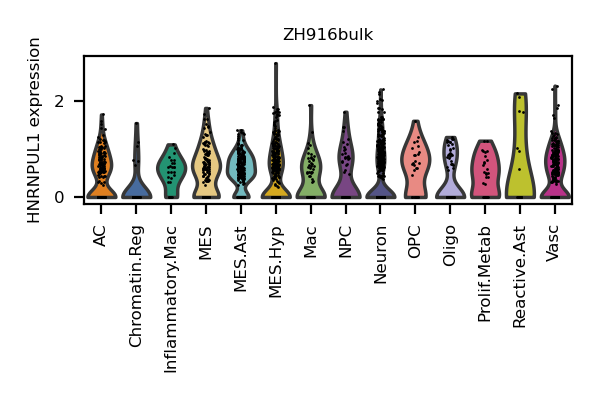 ZH916bulk
HNRNPUL1 expression
2
0
AC
Chromatin.Reg
Inflammatory.Mac
MES
MES.Ast
MES.Hyp
Mac
NPC
Neuron
OPC
Oligo
Prolif.Metab
Reactive.Ast
Vasc